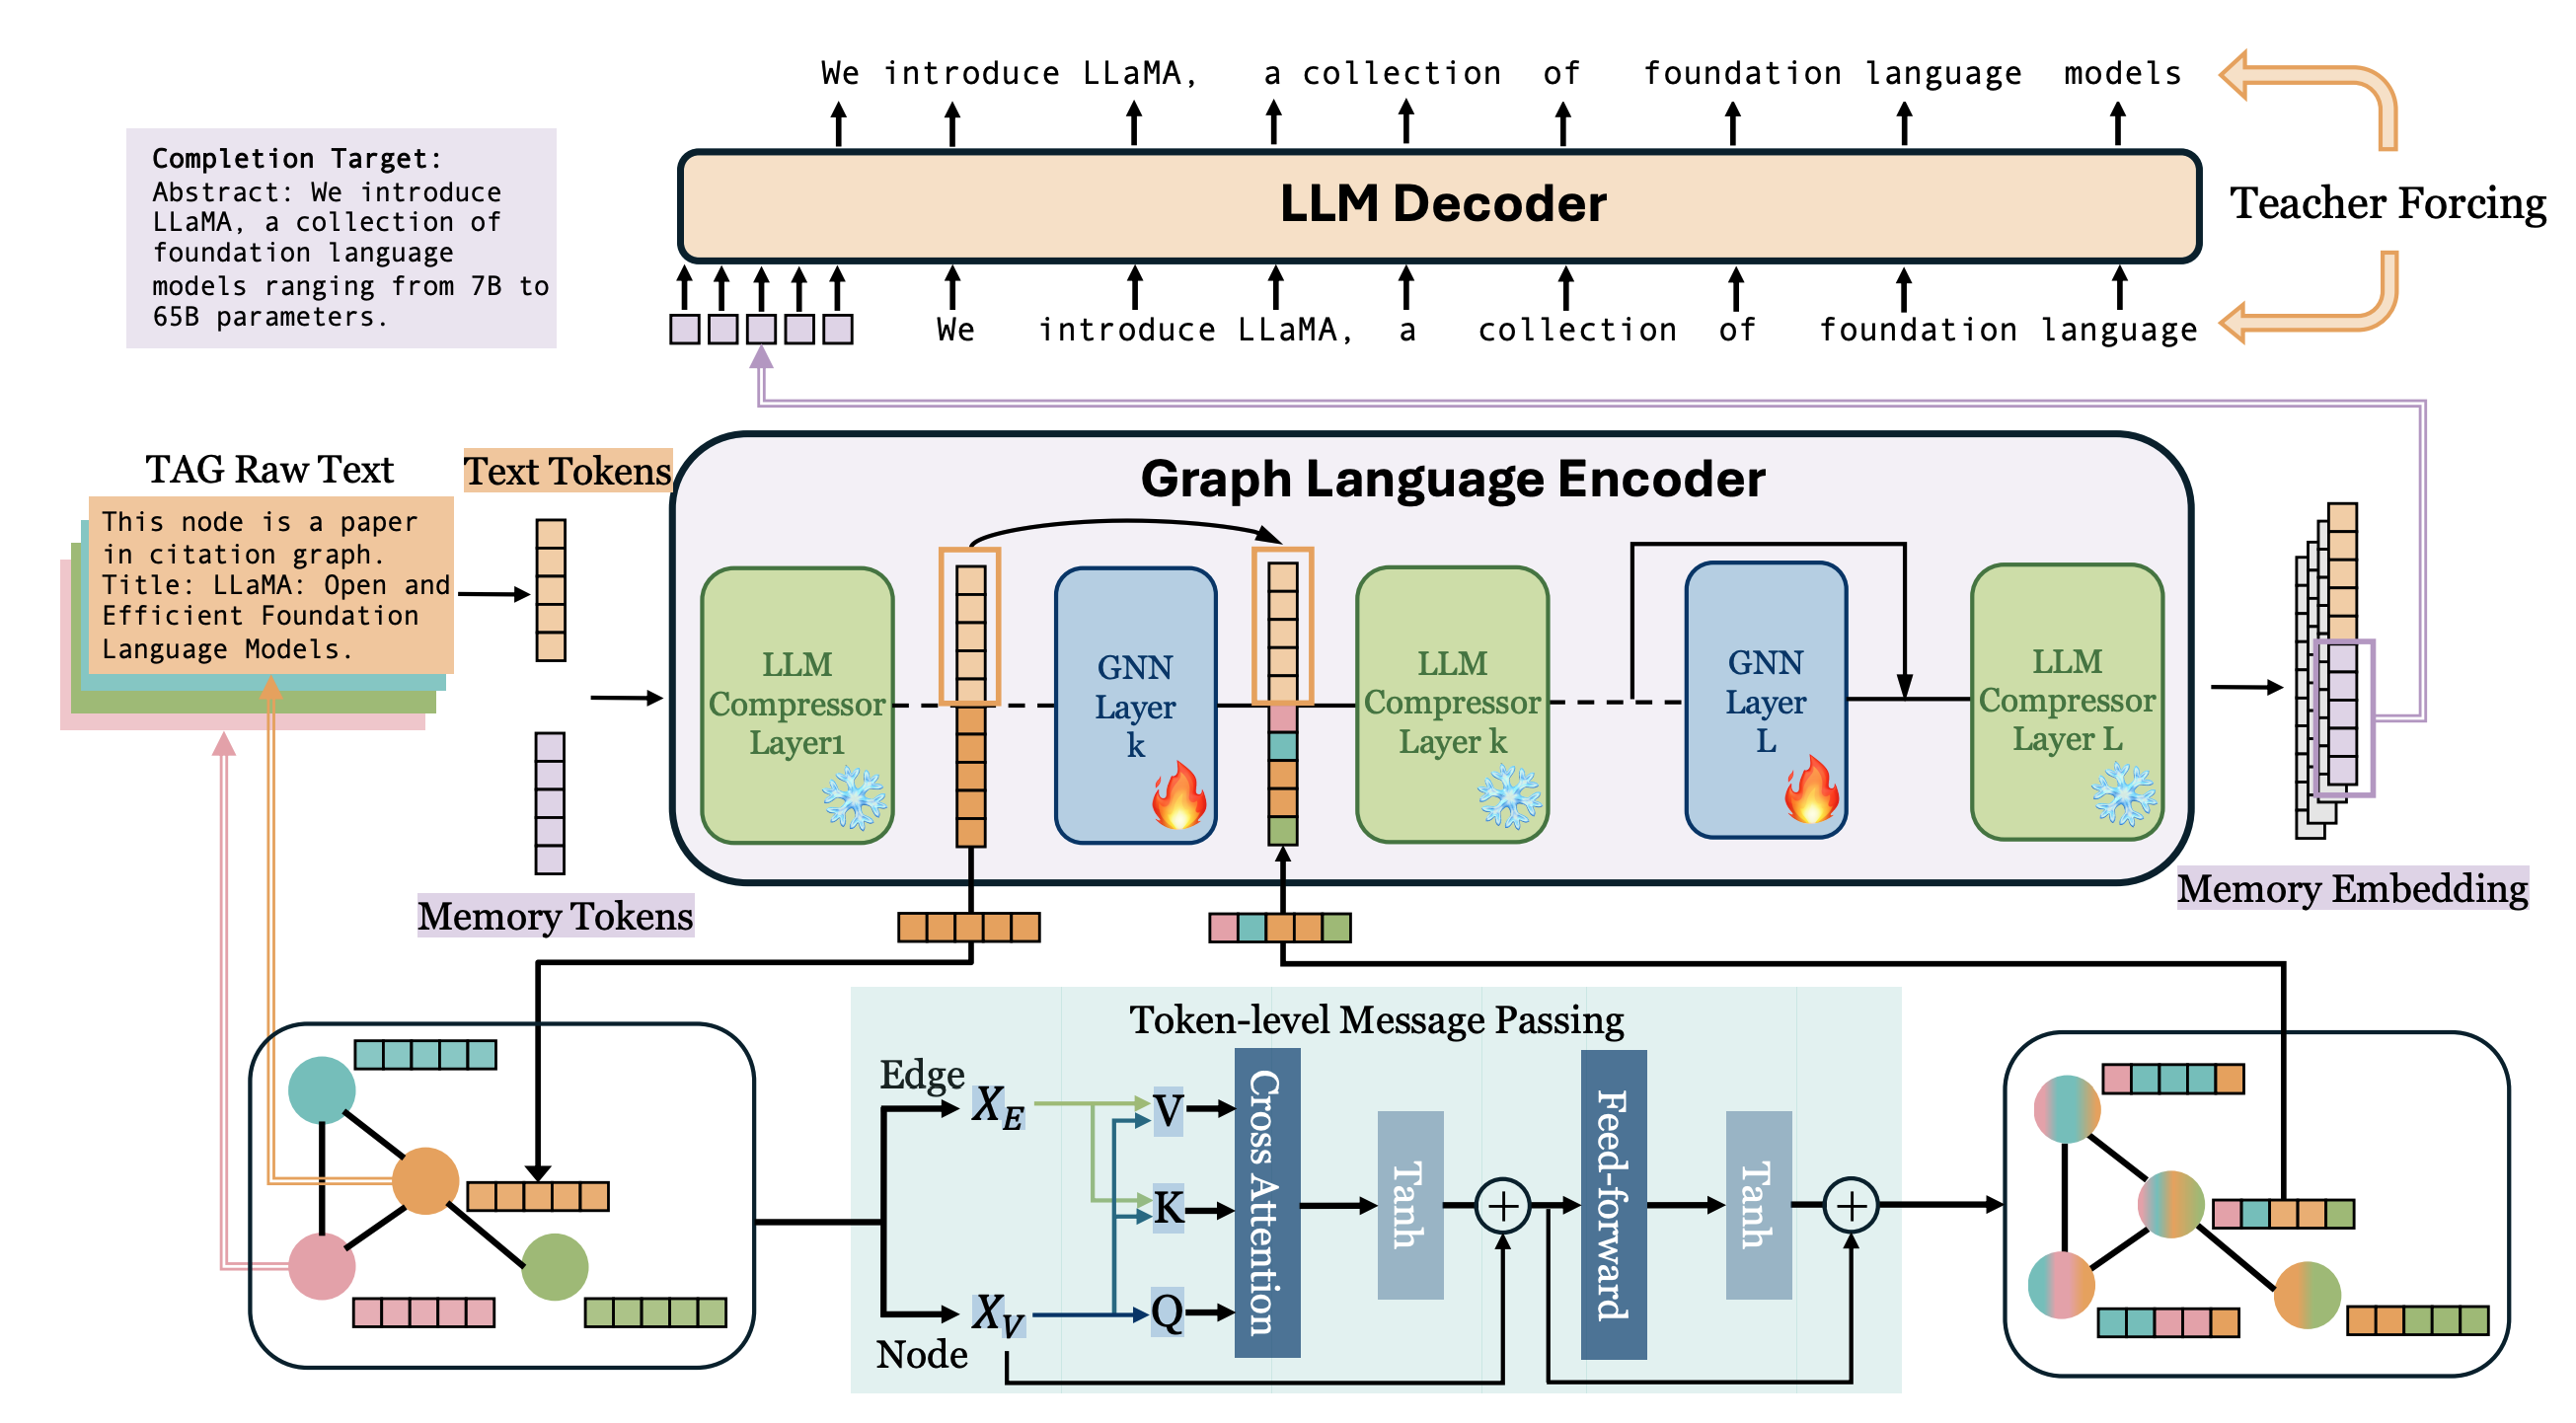 We introduce LLaMA, a collection of foundation language models
Completion Target:
Abstract: We introduce
LLaMA, a collection of
foundation language
models ranging from 7B to
65B parameters.
LLM Decoder
Teacher Forcing
We introduce LLaMA, a collection of foundation language
TAG Raw Text
This node is a paper
in citation graph.
Title: LLaMA: Open and
Efficient Foundation
Language Models.
Text Tokens
Memory Tokens
Graph Language Encoder
LLM
Compressor
Layer1
GNN
Layer
k
LLM
Compressor
Layer k
GNN
Layer
L
LLM
Compressor
Layer L
Memory Embedding
Token-level Message Passing
Edge
X_E
Node
X_V
V
K
Q
Cross Attention
Tanh
+
Feed-forward
Tanh
+